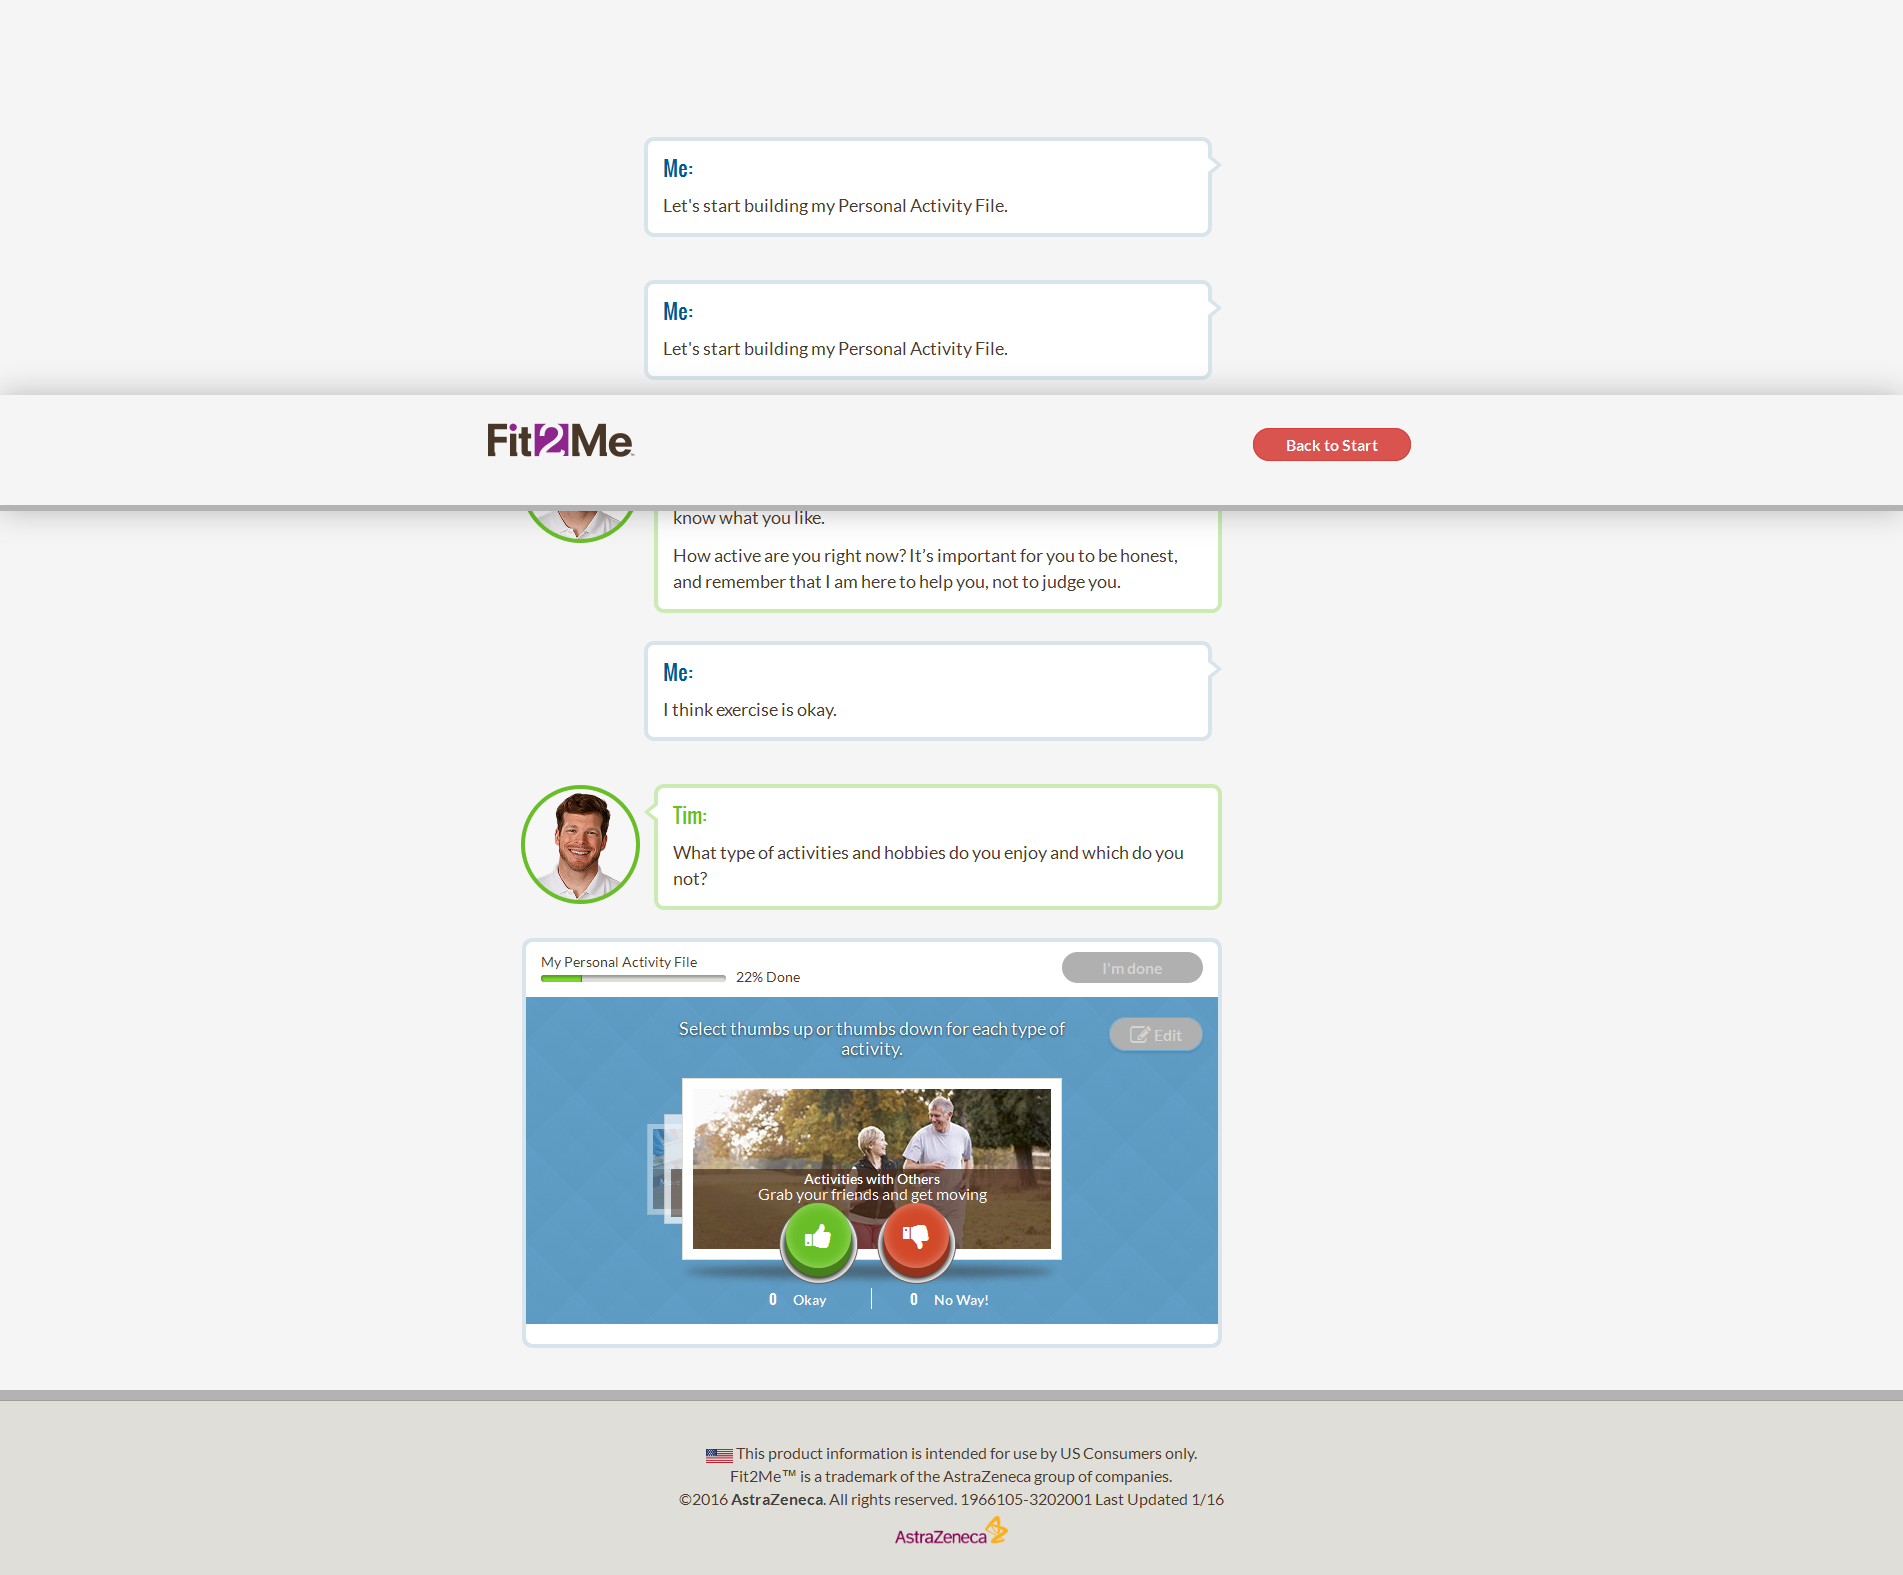 Me:
Let's start building my Personal Activity File.
Me:
Let's start building my Personal Activity File.
Fit2Me
Back to Start
know what you like.
How active are you right now? It’s important for you to be honest,
and remember that I am here to help you, not to judge you.
Me:
I think exercise is okay.
Tim:
What type of activities and hobbies do you enjoy and which do you
not?
My Personal Activity File
22% Done
I'm done
Select thumbs up or thumbs down for each type of
activity.
Edit
Activities with Others
Grab your friends and get moving
0 Okay
0 No Way!
This product information is intended for use by US Consumers only.
Fit2Me™ is a trademark of the AstraZeneca group of companies.
©2016 AstraZeneca. All rights reserved. 1966105-3202001 Last Updated 1/16
AstraZeneca